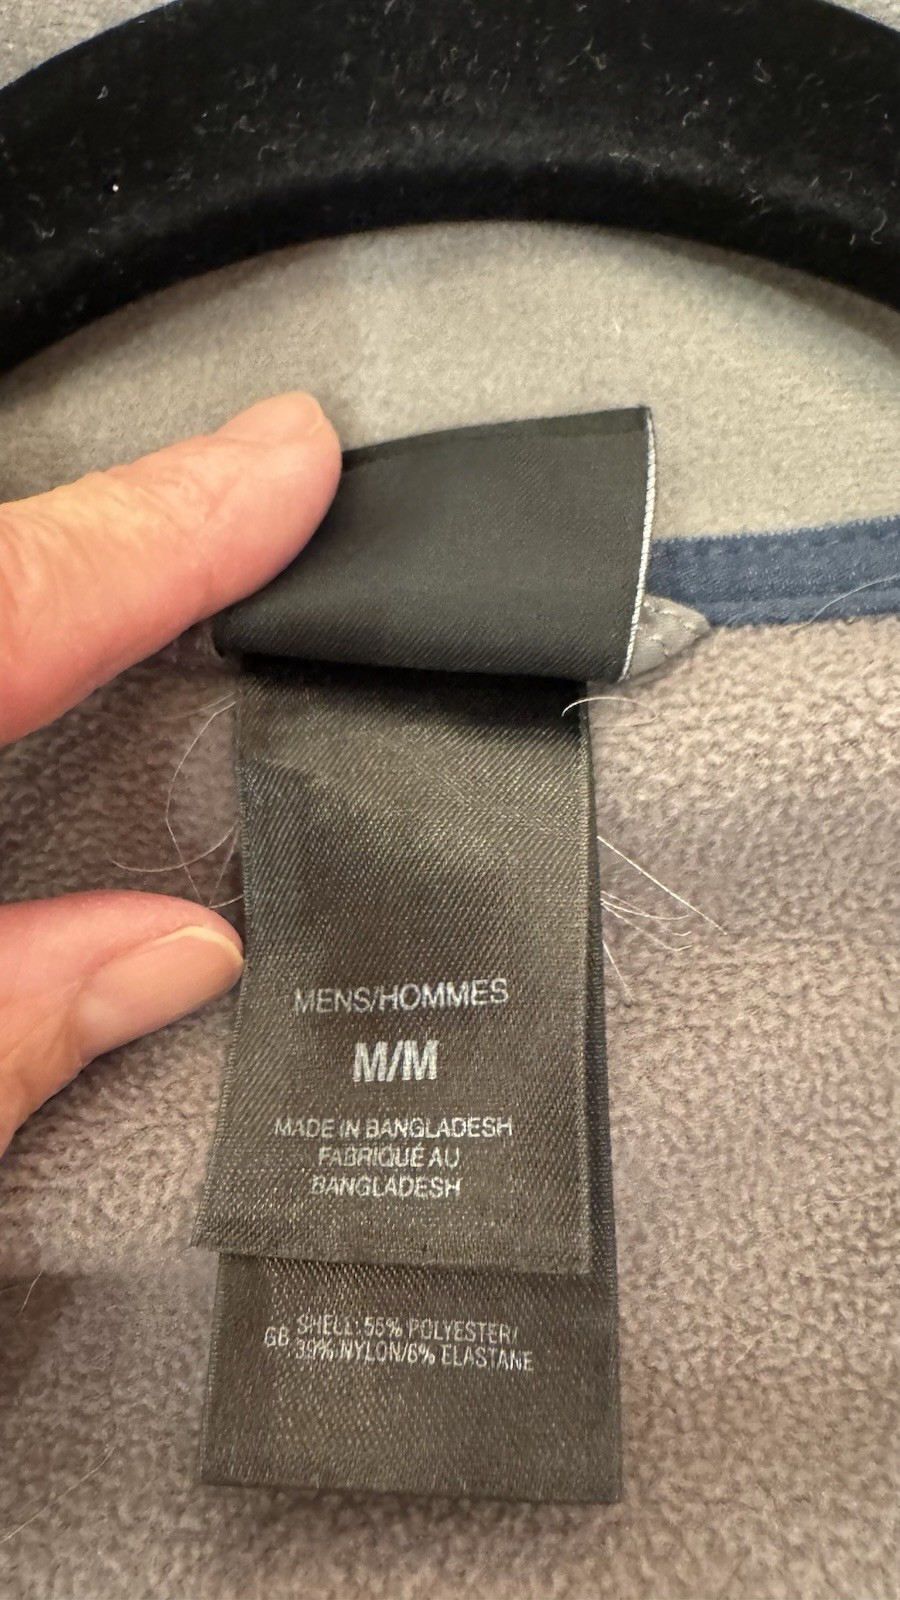 MENS/HOMMES
M/M
MADE IN BANGLADESH
FABRIQUÉ AU
BANGLADESH
SHELL: 55% POLYESTER/
GB 39% NYLON/6% ELASTANE